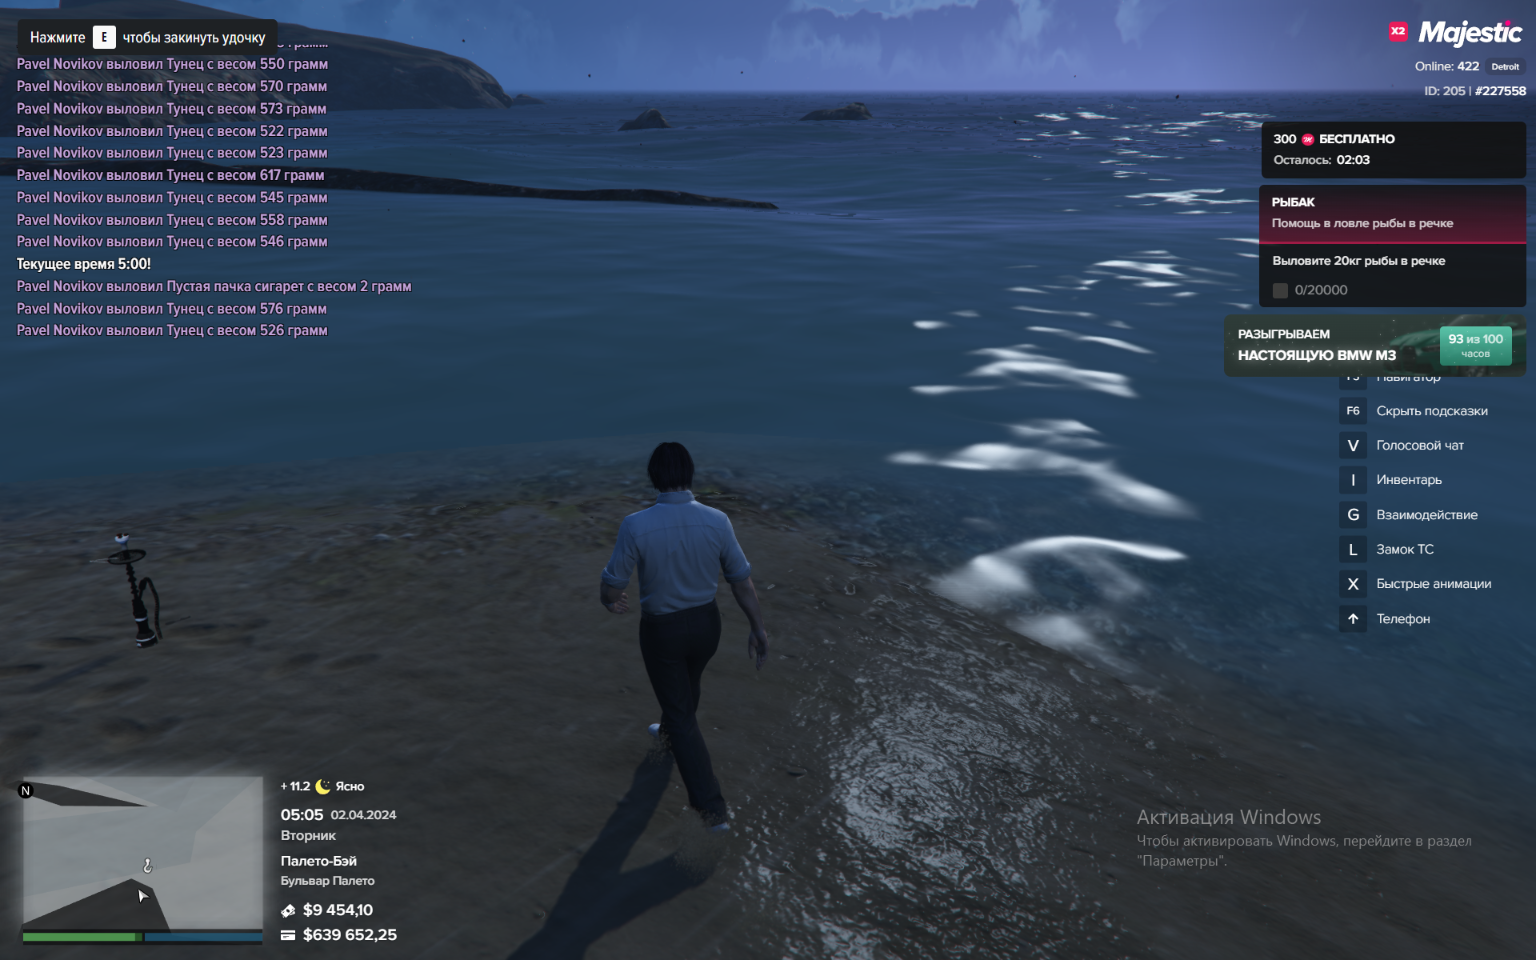 Нажмите E чтобы закинуть удочку
Pavel Novikov выловил Тунец с весом 550 грамм
Pavel Novikov выловил Тунец с весом 570 грамм
Pavel Novikov выловил Тунец с весом 573 грамм
Pavel Novikov выловил Тунец с весом 522 грамм
Pavel Novikov выловил Тунец с весом 523 грамм
Pavel Novikov выловил Тунец с весом 617 грамм
Pavel Novikov выловил Тунец с весом 545 грамм
Pavel Novikov выловил Тунец с весом 558 грамм
Pavel Novikov выловил Тунец с весом 546 грамм
Текущее время 5:00!
Pavel Novikov выловил Пустая пачка сигарет с весом 2 грамм
Pavel Novikov выловил Тунец с весом 576 грамм
Pavel Novikov выловил Тунец с весом 526 грамм
X2 Majestic
Online: 422 Detroit
ID: 205 | #227558
300 БЕСПЛАТНО
Осталось: 02:03
РЫБАК
Помощь в ловле рыбы в речке
Выловите 20кг рыбы в речке
0/20000
РАЗЫГРЫВАЕМ
НАСТОЯЩУЮ BMW M3
93 из 100
часов
Навигатор
F6 Скрыть подсказки
V Голосовой чат
I Инвентарь
G Взаимодействие
L Замок ТС
X Быстрые анимации
Телефон
N
+ 11.2 Ясно
05:05 02.04.2024
Вторник
Палето-Бэй
Бульвар Палето
$9 454,10
$639 652,25
Активация Windows
Чтобы активировать Windows, перейдите в раздел
"Параметры".